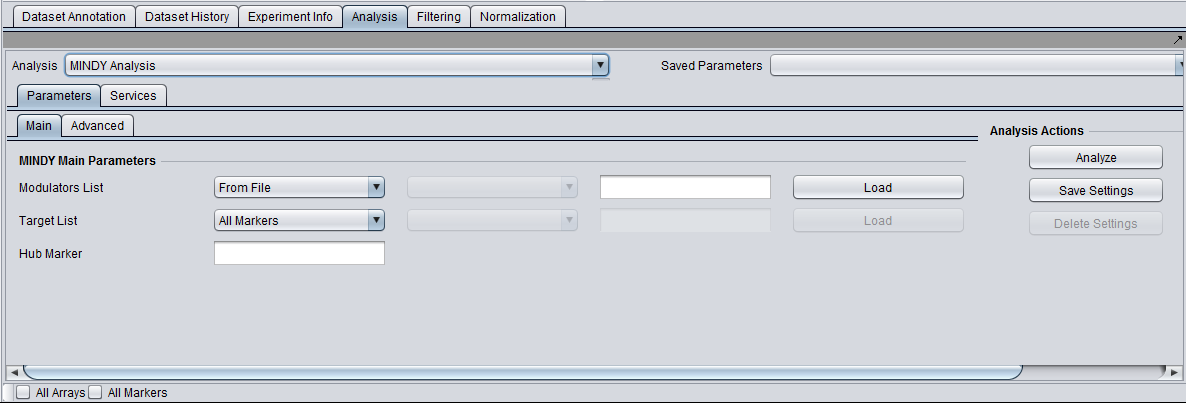 Dataset Annotation Dataset History Experiment Info Analysis Filtering Normalization
Analysis MINDY Analysis Saved Parameters
Parameters Services
Main Advanced
Analysis Actions
MINDY Main Parameters
Analyze
Modulators List From File Load
Save Settings
Target List All Markers Load
Delete Settings
Hub Marker
All Arrays All Markers